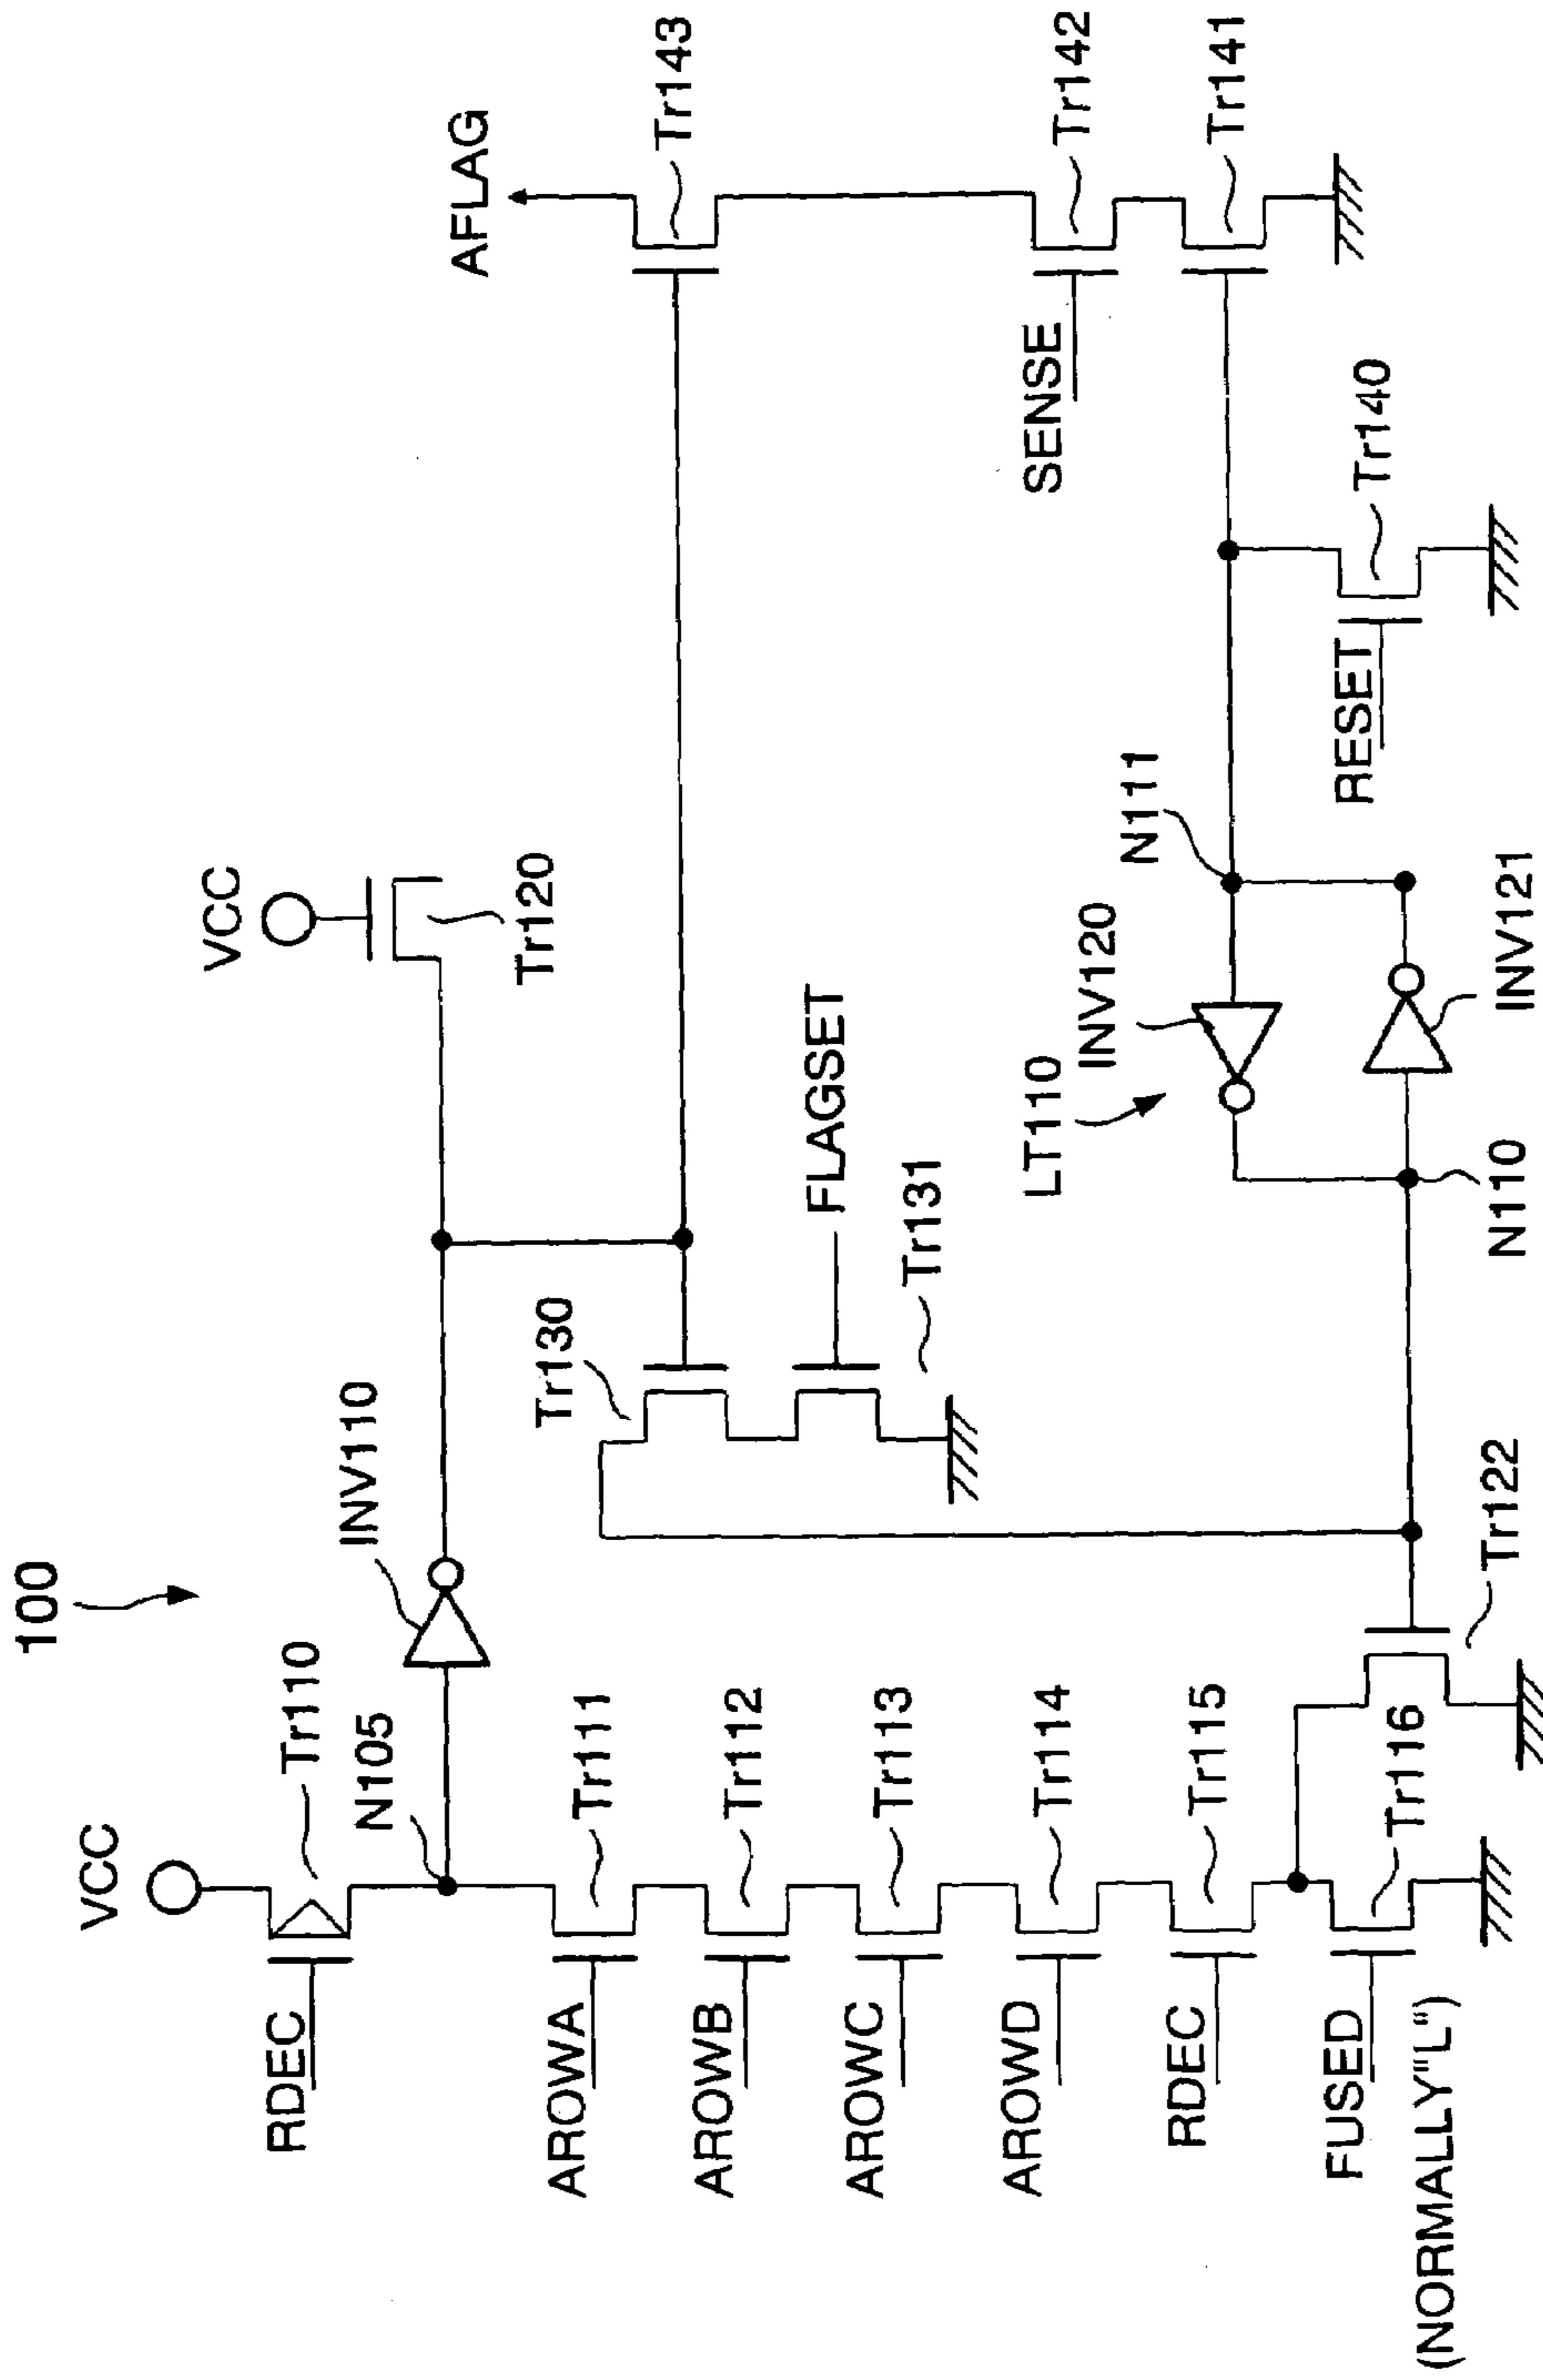 100
VCC
RDEC
Tr110
N105
INV110
VCC
Tr120
AFLAG
Tr143
AROWA
Tr111
AROWB
Tr112
AROWC
Tr113
AROWD
Tr114
RDEC
Tr115
FUSED
(NORMALLY"L")
Tr116
Tr122
Tr130
FLAGSET
Tr131
LT110
INV120
N111
N110
INV121
SENSE
Tr142
Tr141
RESET
Tr140